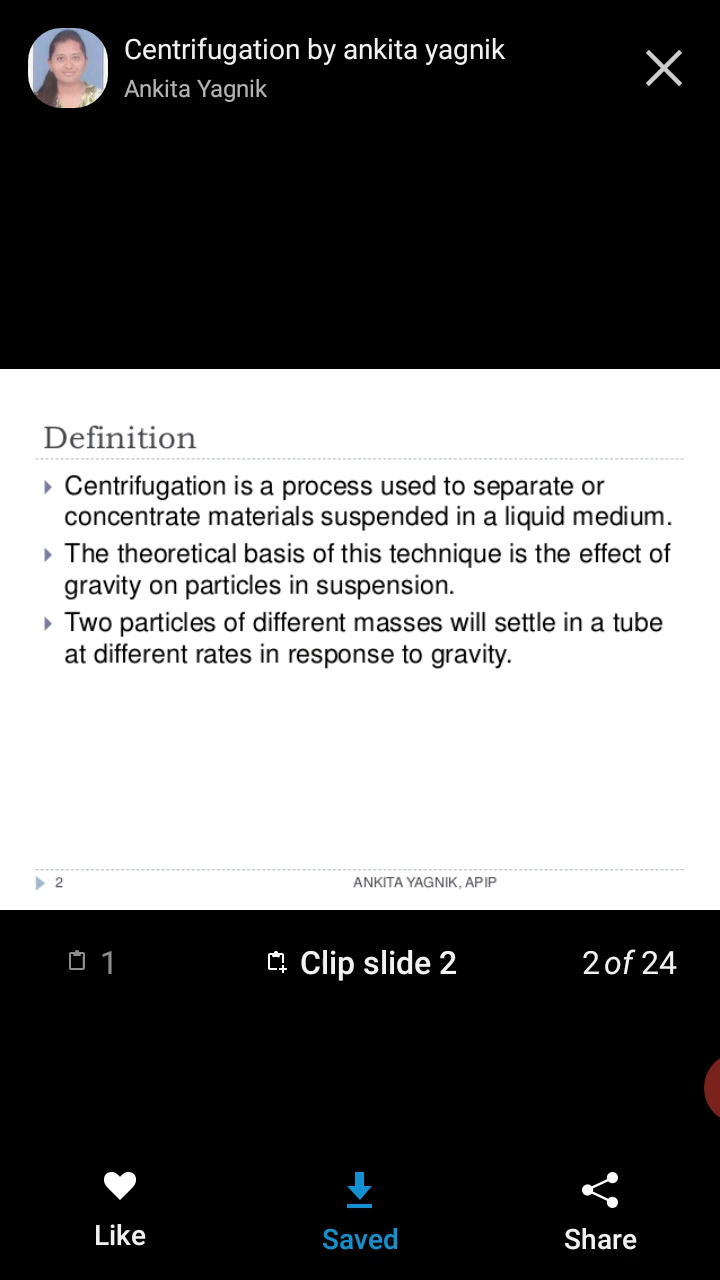 Centrifugation by ankita yagnik
Ankita Yagnik
Definition
Centrifugation is a process used to separate or
concentrate materials suspended in a liquid medium.
The theoretical basis of this technique is the effect of
gravity on particles in suspension.
Two particles of different masses will settle in a tube
at different rates in response to gravity.
2 ANKITA YAGNIK, APIP
1 Clip slide 2 2 of 24
Like Saved Share